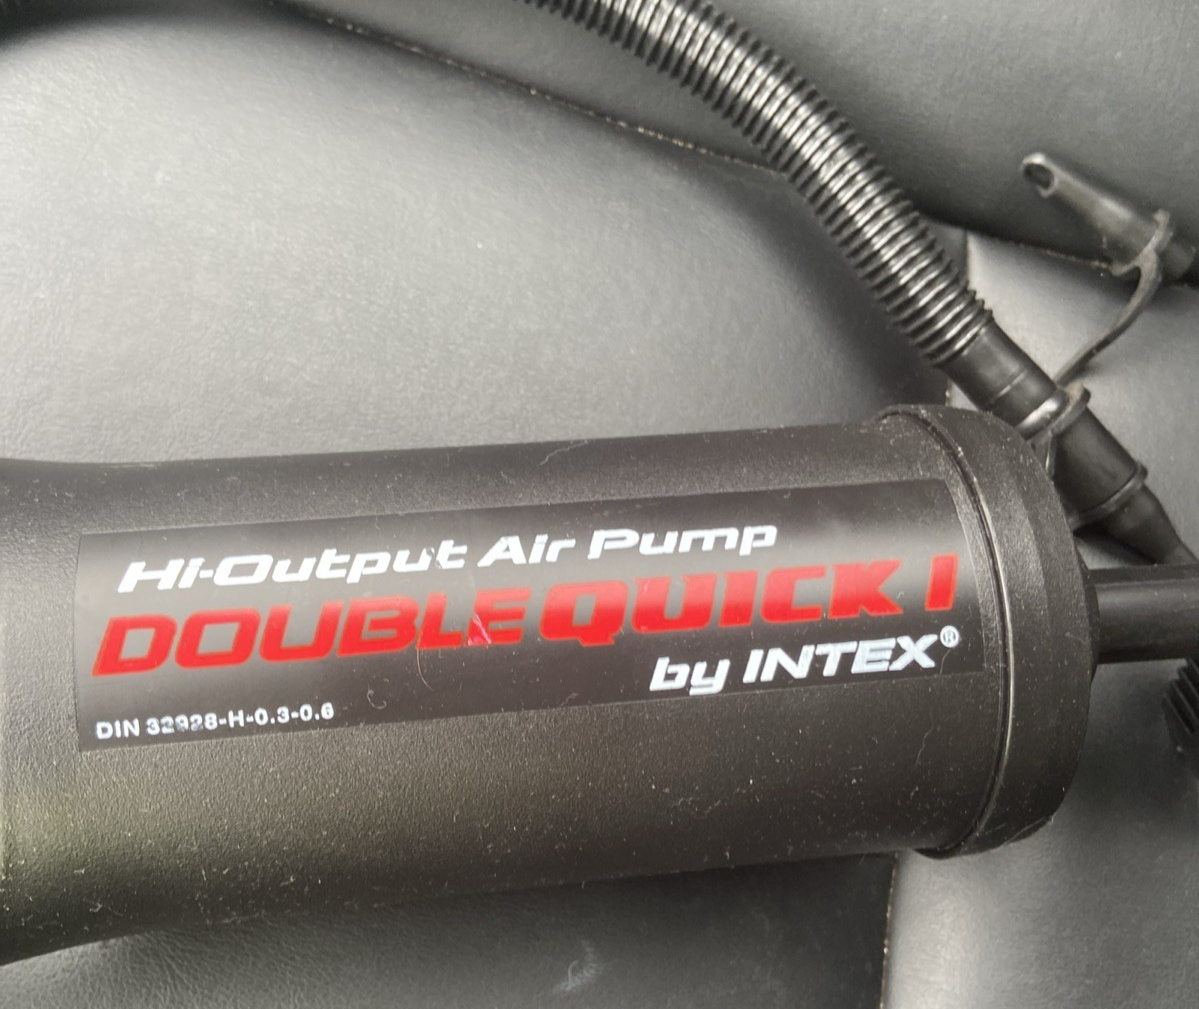 Hi-Output Air Pump
DOUBLE QUICK I
by INTEX®
DIN 32928-H-0.3-0.6